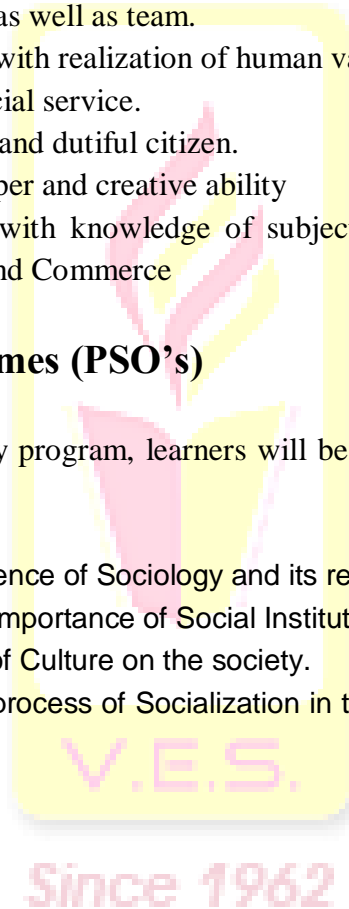 as well as team.
with realization of human va
cial service.
and dutiful citizen.
per and creative ability
with knowledge of subject
nd Commerce
mes (PSO's)
y program, learners will be
ence of Sociology and its re
mportance of Social Institut
of Culture on the society.
process of Socialization in t
V.E.S.
Since 1962